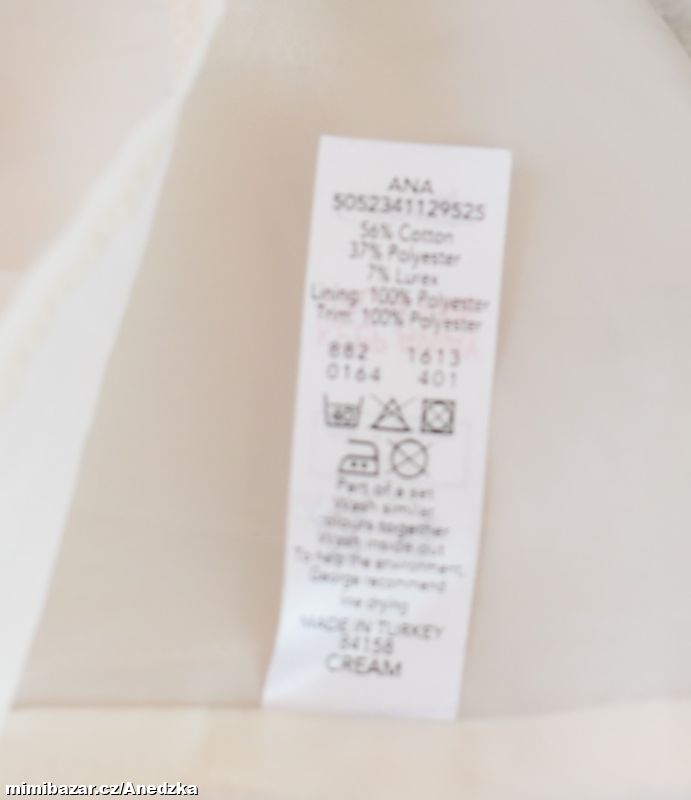 ANA
5052341129525
56% Cotton
37% Polyester
7% Lurex
Lining: 100% Polyester
Trim: 100% Polyester
882 1613
0164 401
40
Part of a set
Wash similar
colours together
Wash inside out
To help the environment,
George recommend
line drying
MADE IN TURKEY
84158
CREAM
mimibazar.cz/Anedzka